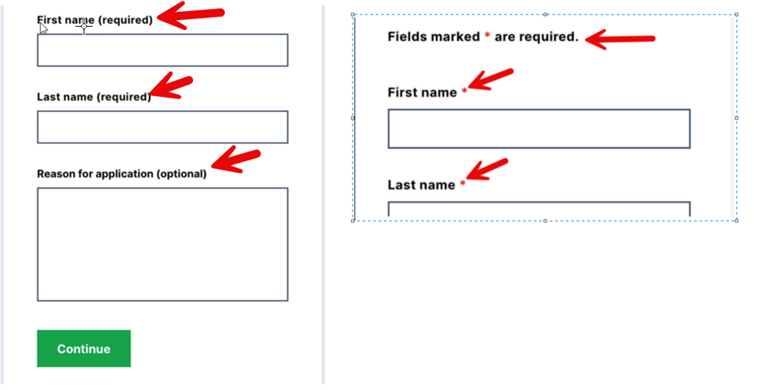 First name (required)
Last name (required)
Reason for application (optional)
Continue
Fields marked * are required.
First name *
Last name *